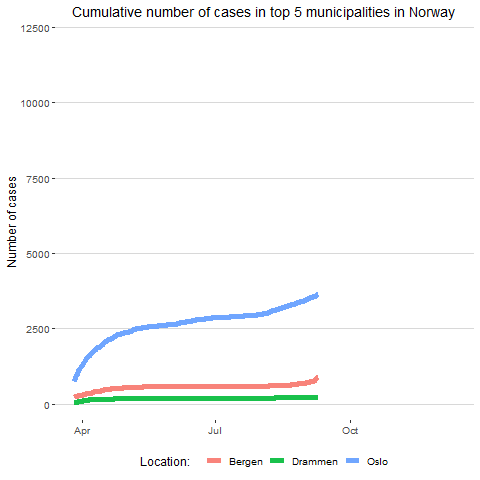 Cumulative number of cases in top 5 municipalities in Norway
12500
10000
7500
5000
2500
0
Number of cases
Apr Jul Oct
Location: Bergen Drammen Oslo